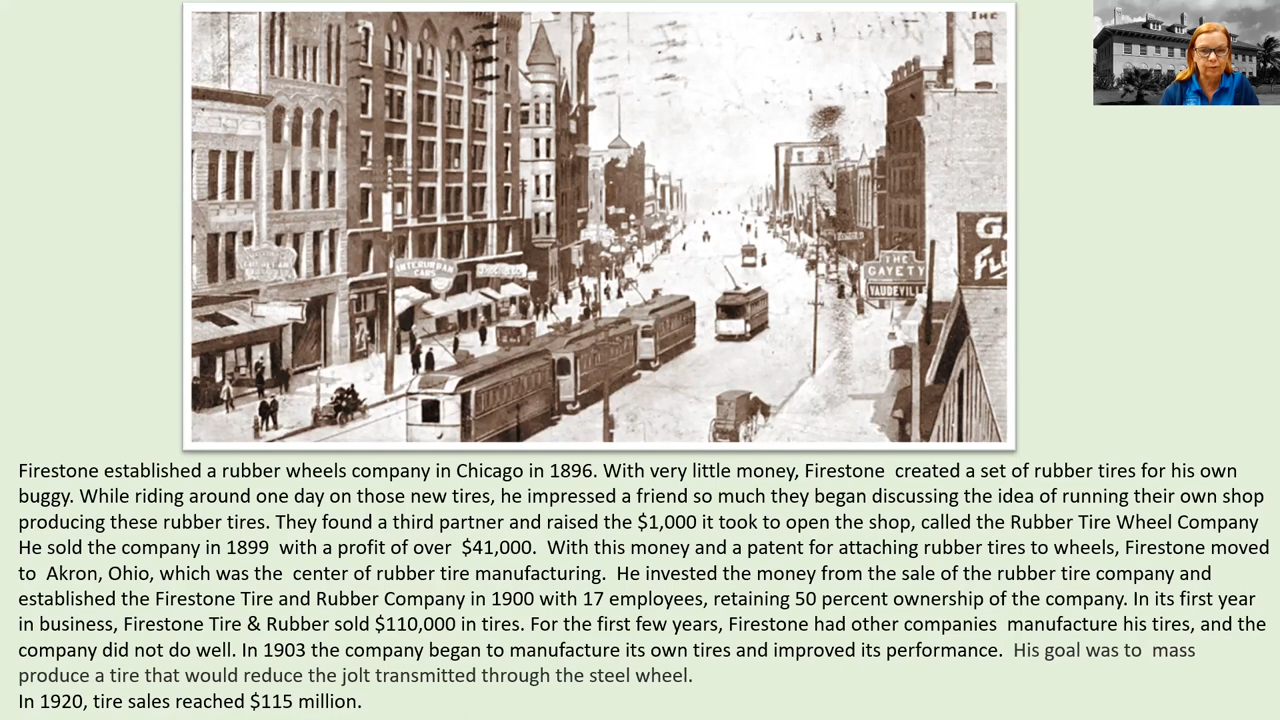 THE
INTERURBAN
CARS
THE
GAYETY
VAUDEVILLE
Firestone established a rubber wheels company in Chicago in 1896. With very little money, Firestone  created a set of rubber tires for his own
buggy. While riding around one day on those new tires, he impressed a friend so much they began discussing the idea of running their own shop
producing these rubber tires. They found a third partner and raised the $1,000 it took to open the shop, called the Rubber Tire Wheel Company
He sold the company in 1899  with a profit of over  $41,000.  With this money and a patent for attaching rubber tires to wheels, Firestone moved
to  Akron, Ohio, which was the  center of rubber tire manufacturing.  He invested the money from the sale of the rubber tire company and
established the Firestone Tire and Rubber Company in 1900 with 17 employees, retaining 50 percent ownership of the company. In its first year
in business, Firestone Tire & Rubber sold $110,000 in tires. For the first few years, Firestone had other companies  manufacture his tires, and the
company did not do well. In 1903 the company began to manufacture its own tires and improved its performance.  His goal was to  mass
produce a tire that would reduce the jolt transmitted through the steel wheel.
In 1920, tire sales reached $115 million.